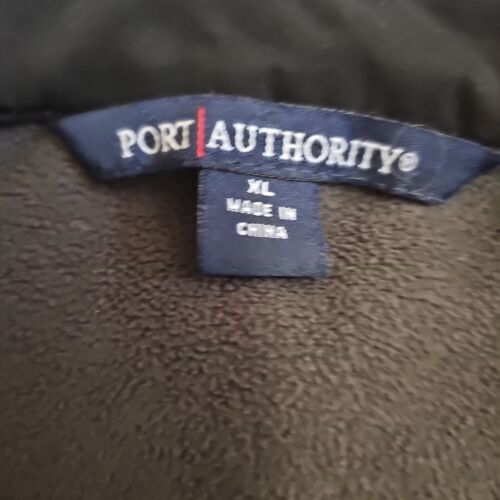 PORT AUTHORITY®
XL
MADE IN
CHINA